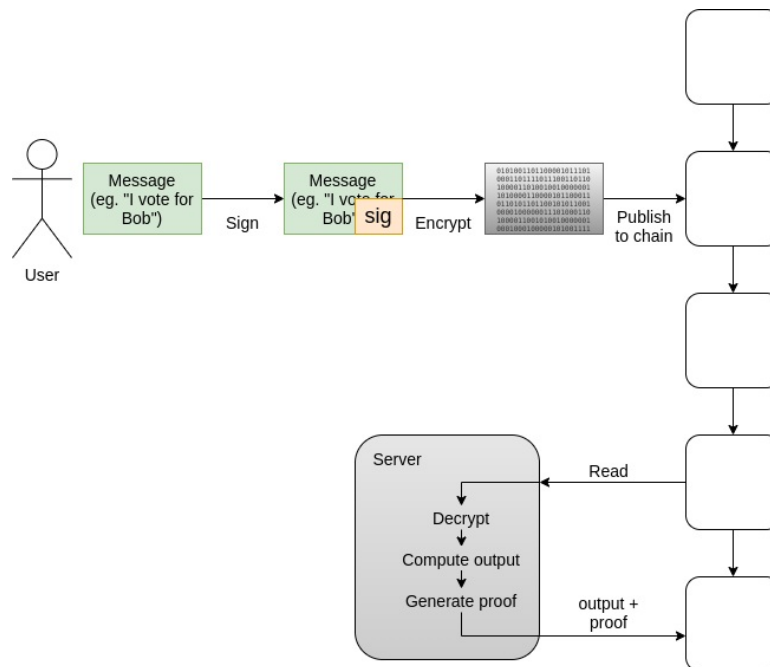 Message
(eg. "I vote for
Bob")
Sign
Message
(eg. "I vote for
Bob"
sig
Encrypt
Publish
to chain
User
Server
Read
Decrypt
Compute output
Generate proof
output +
proof